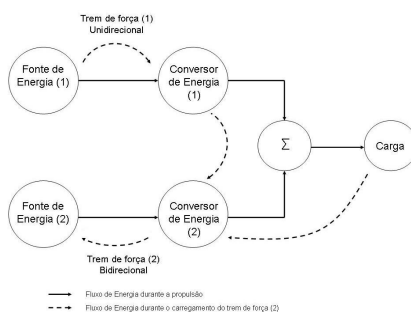 Trem de força (1)
Unidirecional
Fonte de
Energia (1)
Conversor
de Energia
(1)
Σ
Carga
Fonte de
Energia (2)
Conversor
de Energia
(2)
Trem de força (2)
Bidirecional
Fluxo de Energia durante a propulsão
Fluxo de Energia durante o carregamento do trem de força (2)